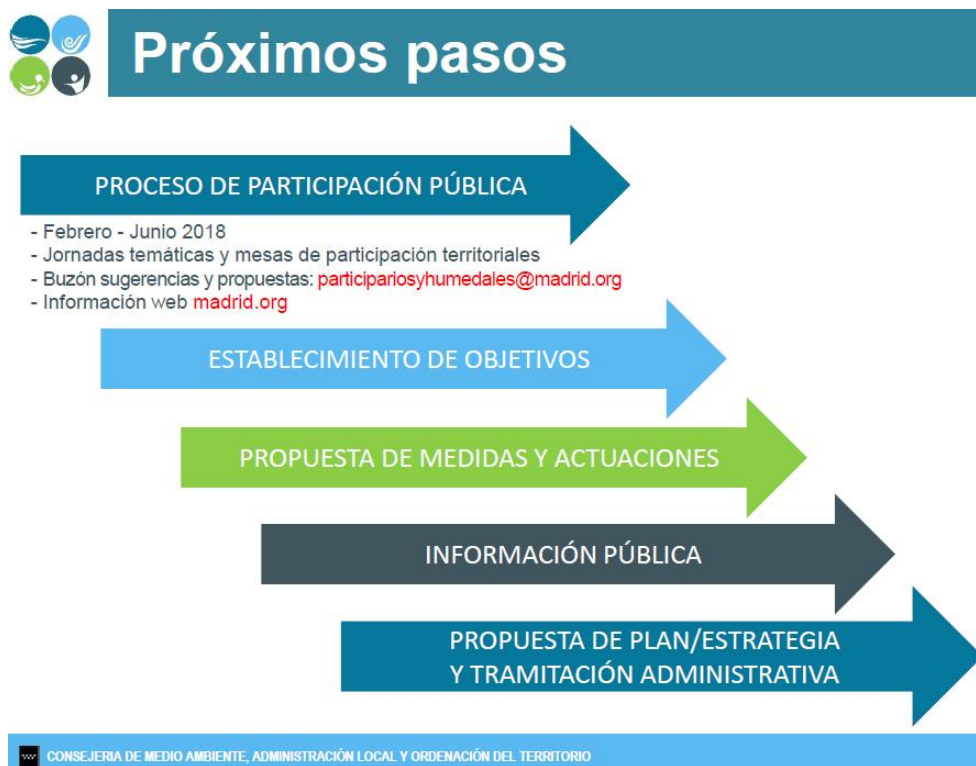 Próximos pasos
PROCESO DE PARTICIPACIÓN PÚBLICA
- Febrero - Junio 2018
- Jornadas temáticas y mesas de participación territoriales
- Buzón sugerencias y propuestas: participariosyhumedales@madrid.org
- Información web madrid.org
ESTABLECIMIENTO DE OBJETIVOS
PROPUESTA DE MEDIDAS Y ACTUACIONES
INFORMACIÓN PÚBLICA
PROPUESTA DE PLAN/ESTRATEGIA
Y TRAMITACIÓN ADMINISTRATIVA
CONSEJERIA DE MEDIO AMBIENTE, ADMINISTRACIÓN LOCAL Y ORDENACIÓN DEL TERRITORIO